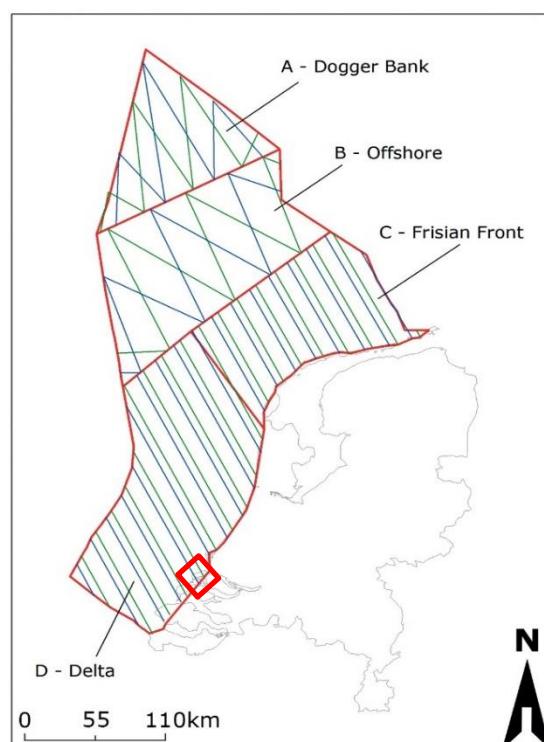 A - Dogger Bank
B - Offshore
C - Frisian Front
D - Delta
N
0 55 110km